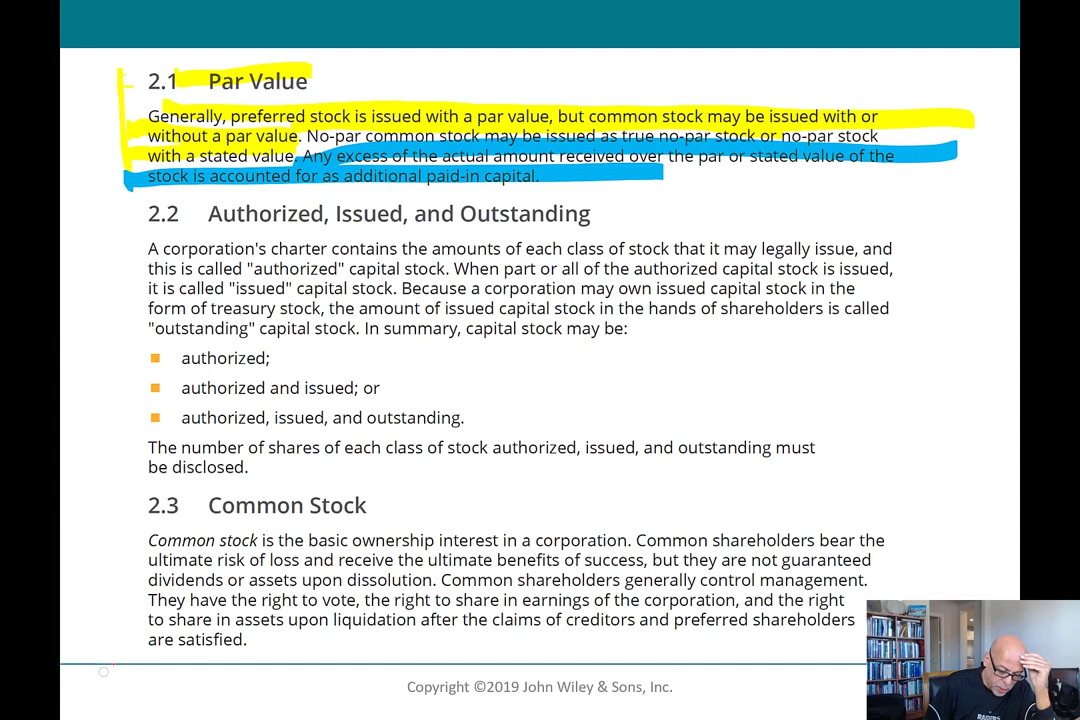 2.1 Par Value
Generally, preferred stock is issued with a par value, but common stock may be issued with or
without a par value. No-par common stock may be issued as true no-par stock or no-par stock
with a stated value. Any excess of the actual amount received over the par or stated value of the
stock is accounted for as additional paid-in capital.
2.2 Authorized, Issued, and Outstanding
A corporation's charter contains the amounts of each class of stock that it may legally issue, and
this is called "authorized" capital stock. When part or all of the authorized capital stock is issued,
it is called "issued" capital stock. Because a corporation may own issued capital stock in the
form of treasury stock, the amount of issued capital stock in the hands of shareholders is called
"outstanding" capital stock. In summary, capital stock may be:
authorized;
authorized and issued; or
authorized, issued, and outstanding.
The number of shares of each class of stock authorized, issued, and outstanding must
be disclosed.
2.3 Common Stock
Common stock is the basic ownership interest in a corporation. Common shareholders bear the
ultimate risk of loss and receive the ultimate benefits of success, but they are not guaranteed
dividends or assets upon dissolution. Common shareholders generally control management.
They have the right to vote, the right to share in earnings of the corporation, and the right
to share in assets upon liquidation after the claims of creditors and preferred shareholders
are satisfied.
Copyright ©2019 John Wiley & Sons, Inc.
RAIDERS